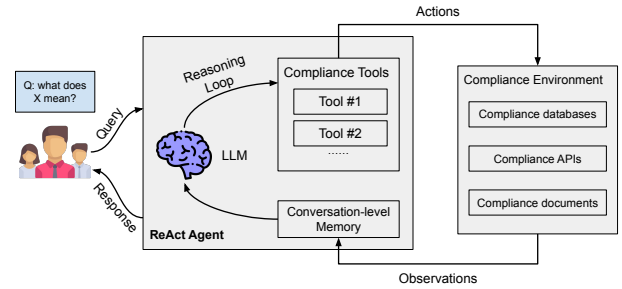 Actions
Q: what does
X mean?
Query
Response
Reasoning
Loop
LLM
Compliance Tools
Tool #1
Tool #2
......
Conversation-level
Memory
ReAct Agent
Compliance Environment
Compliance databases
Compliance APIs
Compliance documents
Observations